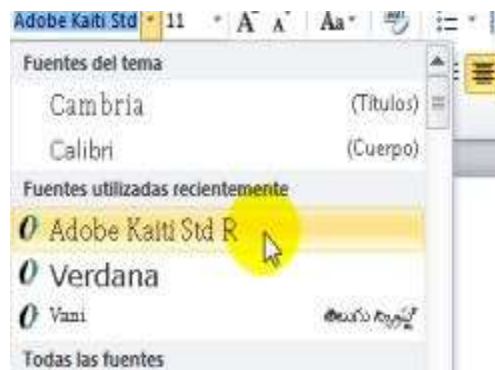 Adobe Kaiti Std 11 A A Aa
Fuentes del tema
Cambria (Títulos)
Calibri (Cuerpo)
Fuentes utilizadas recientemente
Adobe Kaiti Std R
Verdana
Vani
Todas las fuentes